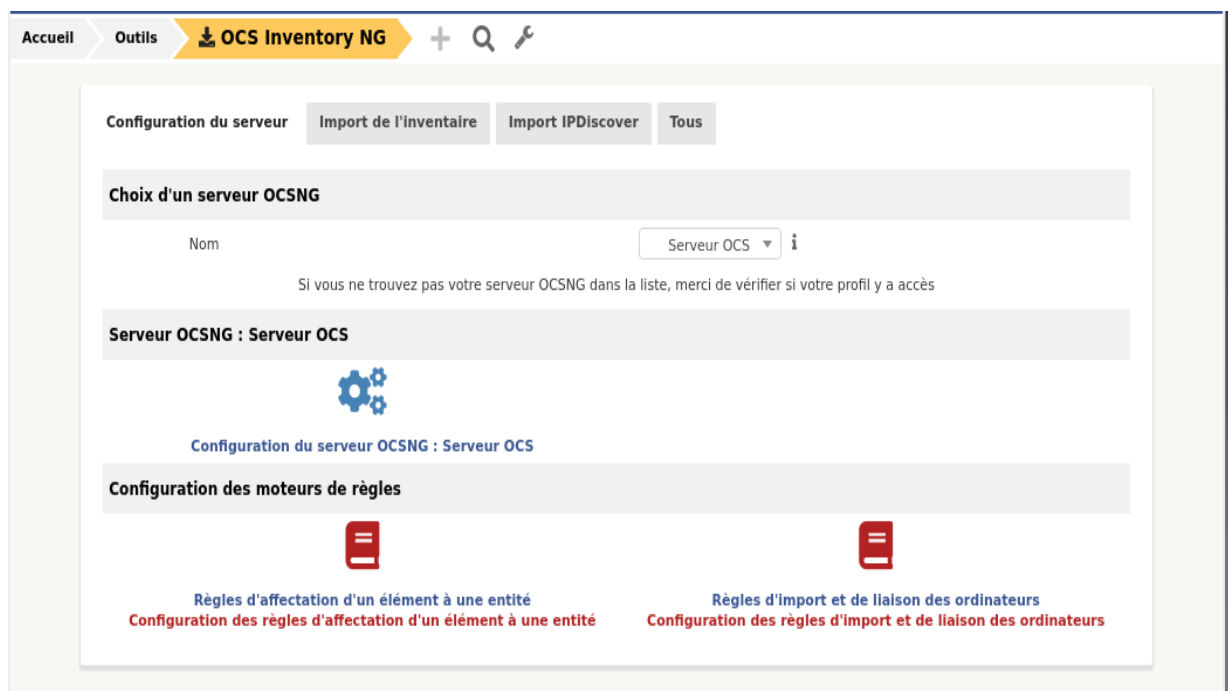 Accueil Outils OCS Inventory NG
Configuration du serveur Import de l'inventaire Import IPDiscover Tous
Choix d'un serveur OCSNG
Nom Serveur OCS
Si vous ne trouvez pas votre serveur OCSNG dans la liste, merci de vérifier si votre profil y a accès
Serveur OCSNG : Serveur OCS
Configuration du serveur OCSNG : Serveur OCS
Configuration des moteurs de règles
Règles d'affectation d'un élément à une entité Règles d'import et de liaison des ordinateurs
Configuration des règles d'affectation d'un élément à une entité Configuration des règles d'import et de liaison des ordinateurs